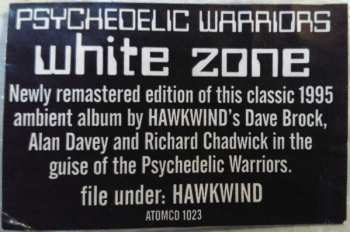 PSYCHEDELIC WARRIORS
white zone
Newly remastered edition of this classic 1995
ambient album by HAWKWIND's Dave Brock,
Alan Davey and Richard Chadwick in the
guise of the Psychedelic Warriors.
file under: HAWKWIND
ATOMCD 1023